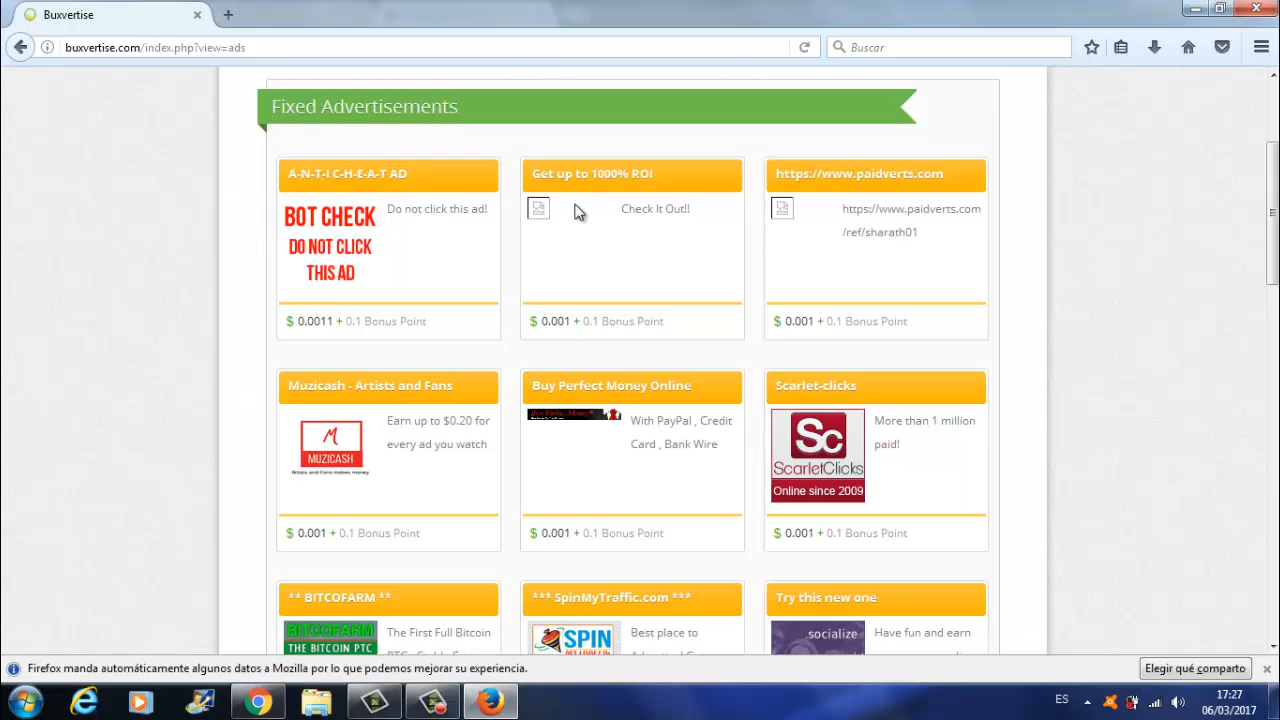 Buxvertise
buxvertise.com/index.php?view=ads
Buscar
Fixed Advertisements
A-N-T-I C-H-E-A-T AD
BOT CHECK
DO NOT CLICK
THIS AD
Do not click this ad!
$ 0.0011 + 0.1 Bonus Point
Get up to 1000% ROI
Check It Out!!
$ 0.001 + 0.1 Bonus Point
https://www.paidverts.com
https://www.paidverts.com
/ref/sharath01
$ 0.001 + 0.1 Bonus Point
Muzicash - Artists and Fans
M
MUZICASH
Artists and Fans makes money
Earn up to $0.20 for
every ad you watch
$ 0.001 + 0.1 Bonus Point
Buy Perfect Money Online
With PayPal , Credit
Card , Bank Wire
$ 0.001 + 0.1 Bonus Point
Scarlet-clicks
Sc
ScarletClicks
Online since 2009
More than 1 million
paid!
$ 0.001 + 0.1 Bonus Point
** BITCOFARM **
BITCOFARM
THE BITCOIN PTC
The First Full Bitcoin
*** SpinMyTraffic.com ***
SPIN
Best place to
Try this new one
.socialize
Have fun and earn
Firefox manda automáticamente algunos datos a Mozilla por lo que podemos mejorar su experiencia.
Elegir qué comparto
ES
17:27
06/03/2017